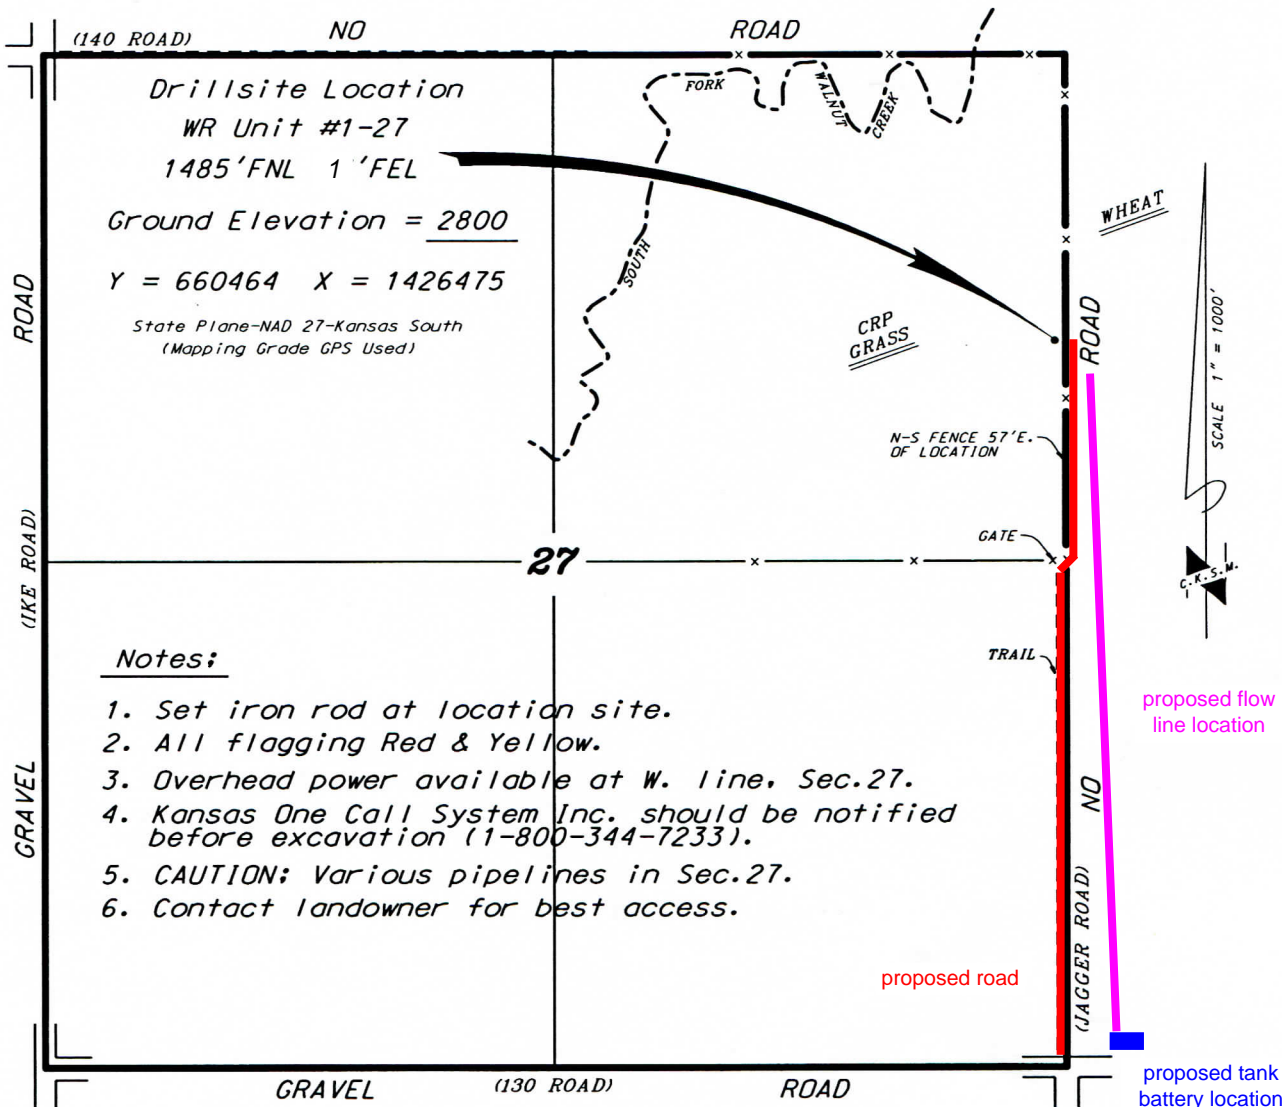 (140 ROAD) NO ROAD
Drillsite Location
WR Unit #1-27
1485'FNL 1 'FEL
Ground Elevation = 2800
Y = 660464 X = 1426475
State Plane-NAD 27-Kansas South
(Mapping Grade GPS Used)
SOUTH
FORK
WALNUT
CREEK
WHEAT
CRP
GRASS
ROAD
SCALE 1" = 1000'
N-S FENCE 57'E.
OF LOCATION
GATE
27
C.K.S.M.
TRAIL
ROAD
(IKE ROAD)
GRAVEL
Notes:
1. Set iron rod at location site.
2. All flagging Red & Yellow.
3. Overhead power available at W. line, Sec.27.
4. Kansas One Call System Inc. should be notified
before excavation (1-800-344-7233).
5. CAUTION: Various pipelines in Sec.27.
6. Contact landowner for best access.
proposed flow
line location
NO
(JAGGER ROAD)
proposed road
proposed tank
battery location
GRAVEL (130 ROAD) ROAD